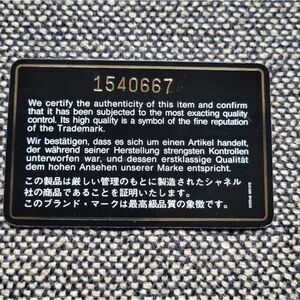 1540667
We certify the authenticity of this item and confirm
that it has been subjected to the most exacting quality
control. Its high quality is a symbol of the fine reputation
of the Trademark.
Wir bestätigen, dass es sich um einen Artikel handelt,
der während seiner Herstellung strengsten Kontrollen
unterworfen war, und dessen erstklassige Qualität
dem hohen Ansehen unserer Marke entspricht.
この製品は厳しい管理のもとに製造されたシャネル
社の商品であることを証明いたします。
このブランド・マークは最高級品質の象徴です。